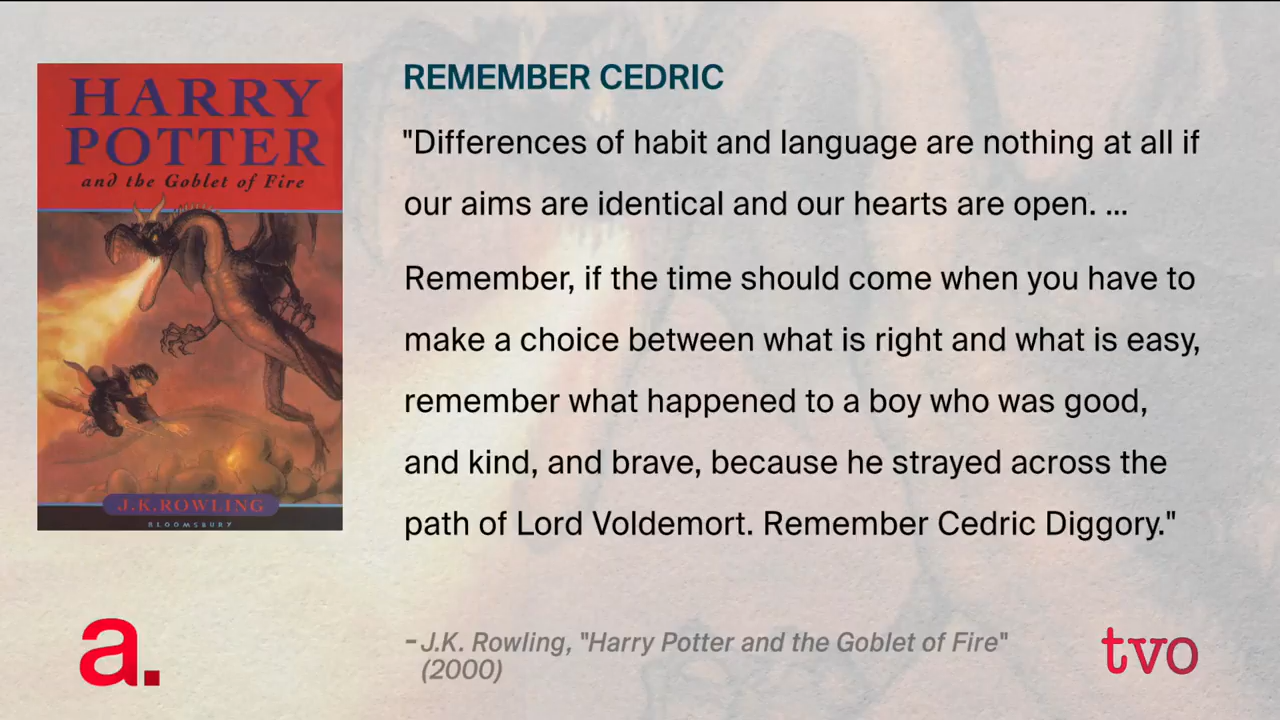 HARRY
POTTER
and the Goblet of Fire
J.K.ROWLING
BLOOMSBURY
REMEMBER CEDRIC
"Differences of habit and language are nothing at all if
our aims are identical and our hearts are open. ...
Remember, if the time should come when you have to
make a choice between what is right and what is easy,
remember what happened to a boy who was good,
and kind, and brave, because he strayed across the
path of Lord Voldemort. Remember Cedric Diggory."
– J.K. Rowling, "Harry Potter and the Goblet of Fire"
(2000)
a.
tvo